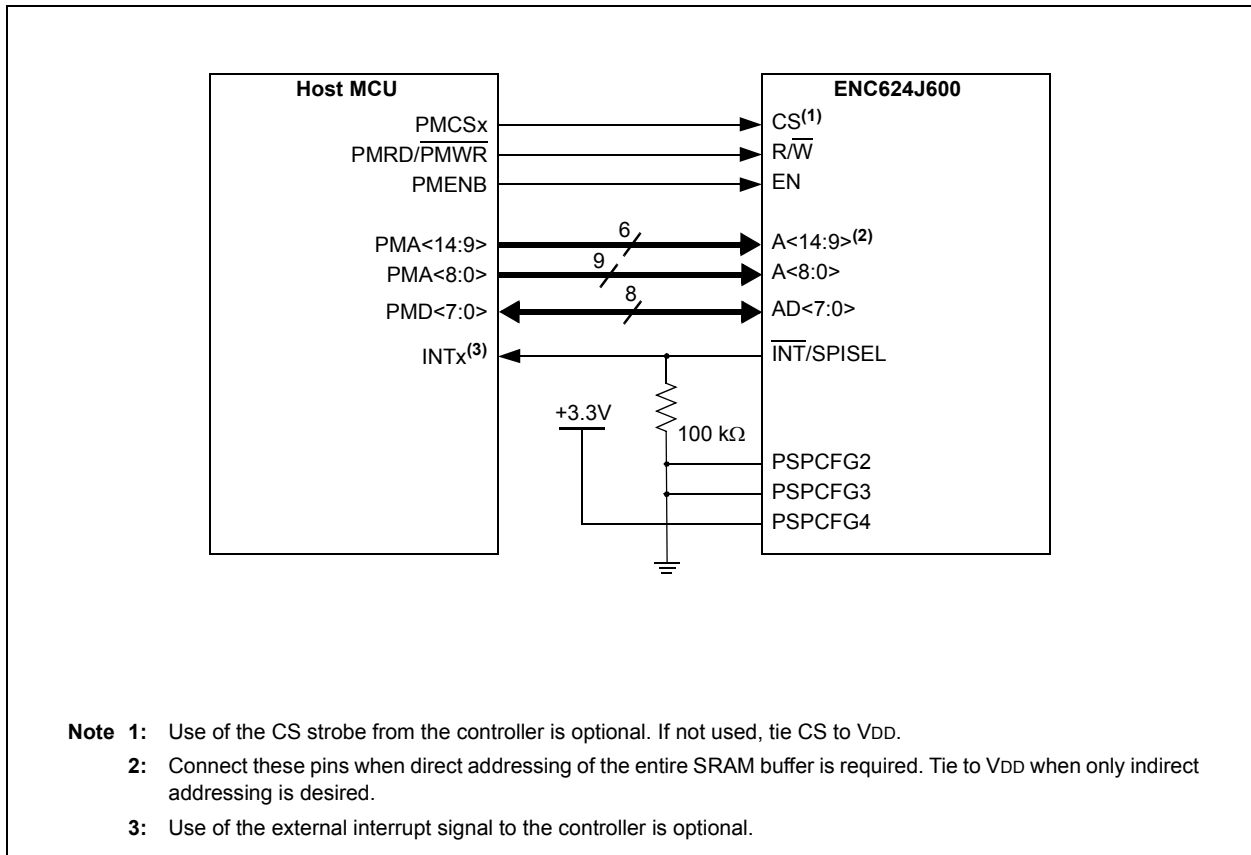 Host MCU
ENC624J600
PMCSx
CS(1)
PMRD/PMWR
R/W
PMENB
EN
PMA<14:9>
6
A<14:9>(2)
PMA<8:0>
9
A<8:0>
PMD<7:0>
8
AD<7:0>
INTx(3)
INT/SPISEL
+3.3V
100 kΩ
PSPCFG2
PSPCFG3
PSPCFG4
Note 1: Use of the CS strobe from the controller is optional. If not used, tie CS to VDD.
2: Connect these pins when direct addressing of the entire SRAM buffer is required. Tie to VDD when only indirect
addressing is desired.
3: Use of the external interrupt signal to the controller is optional.